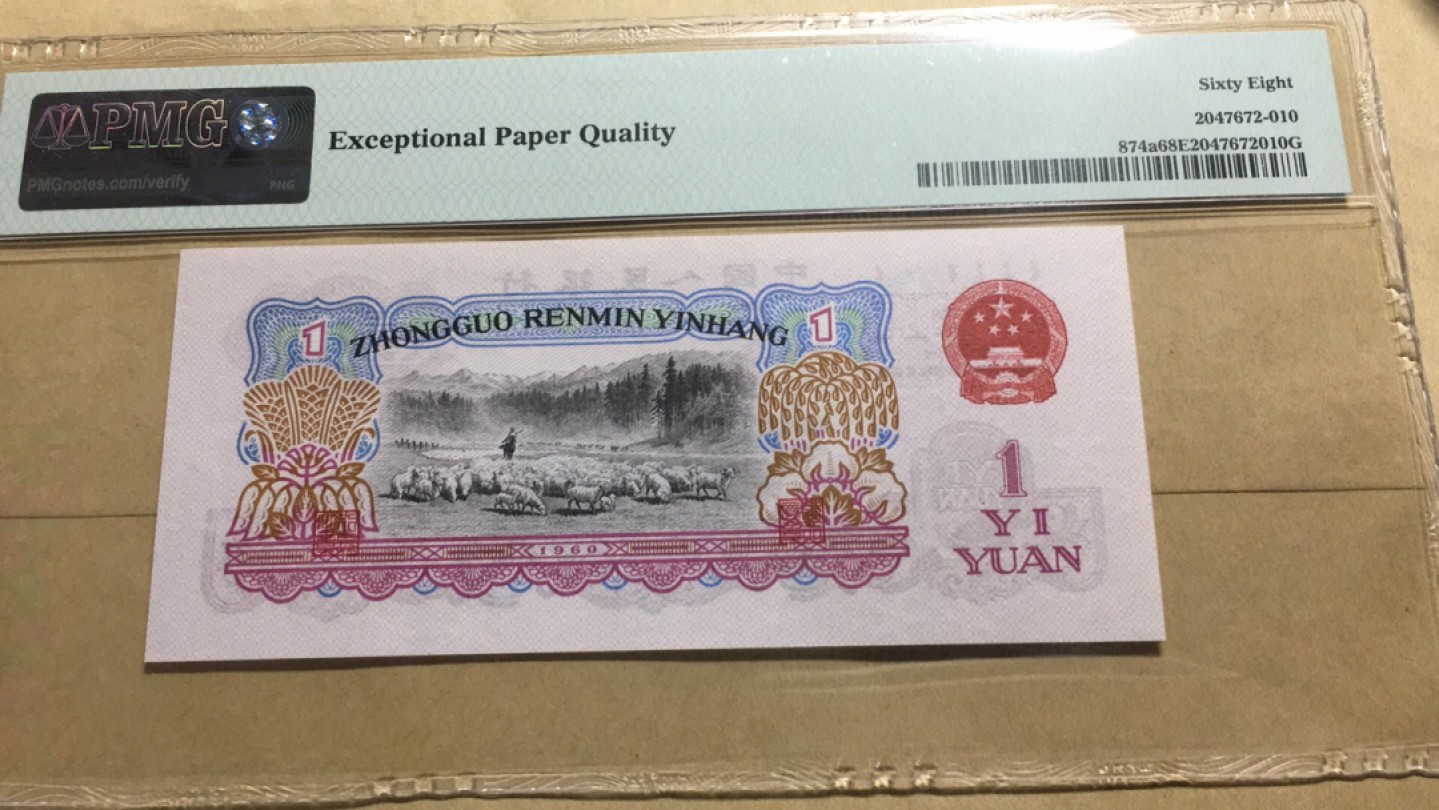 PMG
PMGnotes.com/verify
PNG
Exceptional Paper Quality
Sixty Eight
2047672-010
874a68E2047672010G
1
ZHONGGUO RENMIN YINHANG
1
1960
1
YI
YUAN